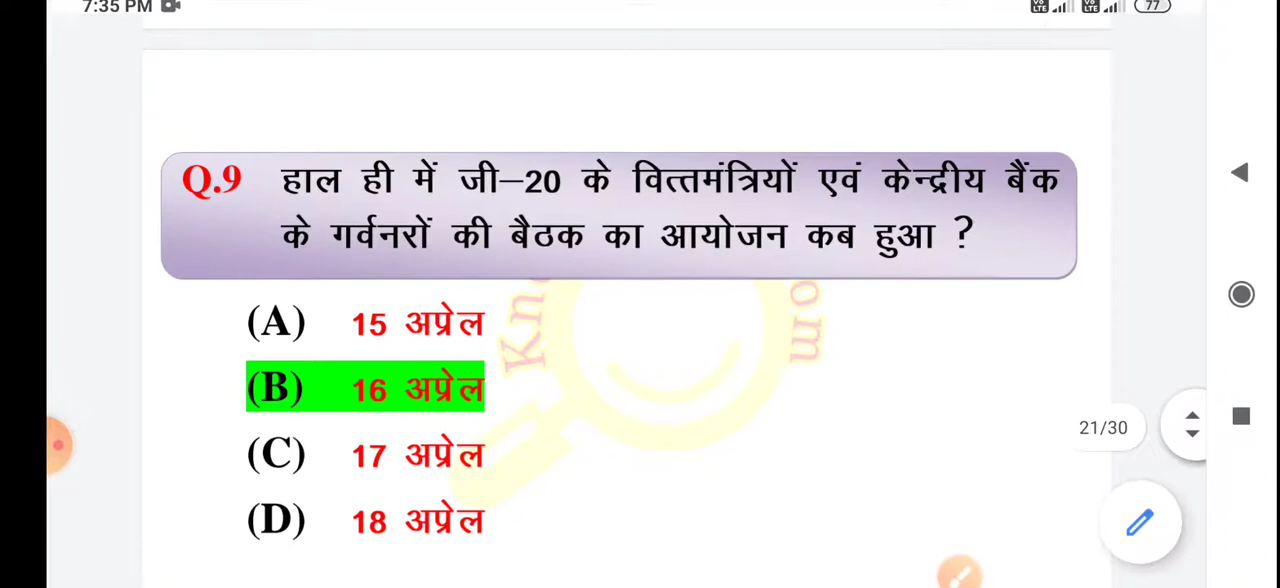 7:35 PM
77
Q.9 हाल ही में जी–20 के वित्तमंत्रियों एवं केन्द्रीय बैंक
के गर्वनरों की बैठक का आयोजन कब हुआ ?
(A) 15 अप्रेल
(B) 16 अप्रेल
(C) 17 अप्रेल
21/30
(D) 18 अप्रेल